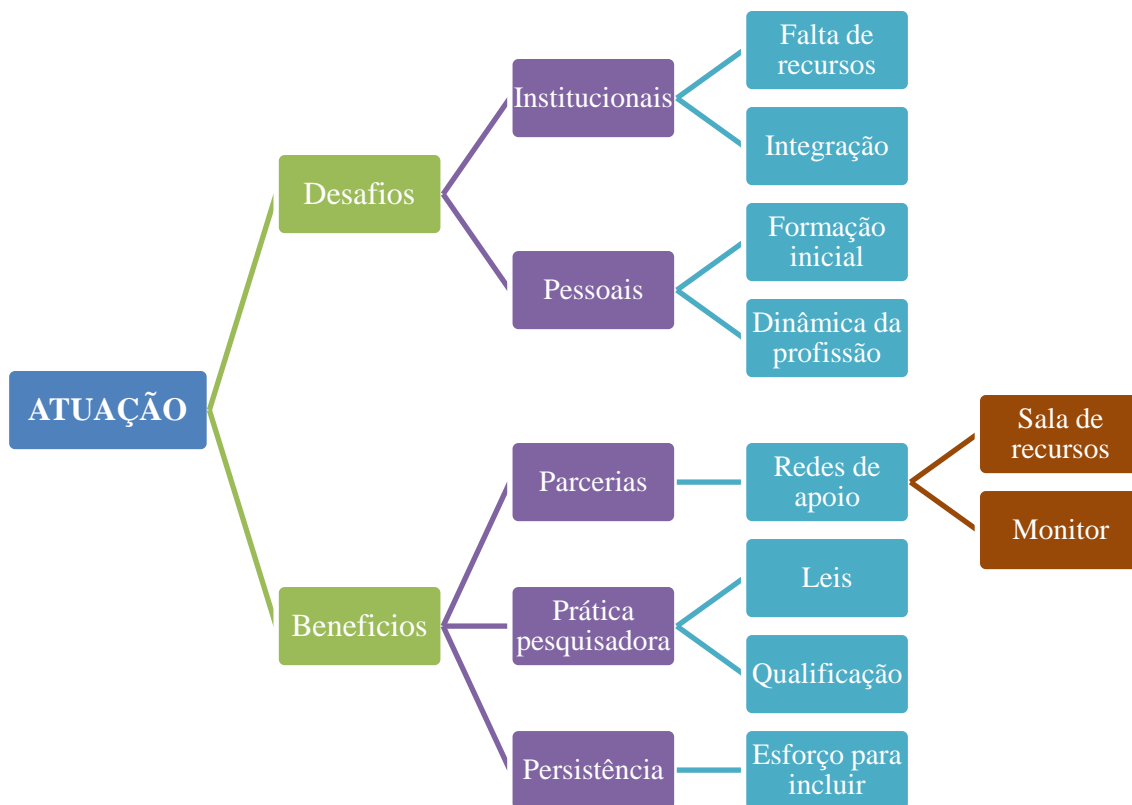 ATUAÇÃO
Desafios
Institucionais
Falta de
recursos
Integração
Pessoais
Formação
inicial
Dinâmica da
profissão
Beneficios
Parcerias
Redes de
apoio
Sala de
recursos
Monitor
Prática
pesquisadora
Leis
Qualificação
Persistência
Esforço para
incluir